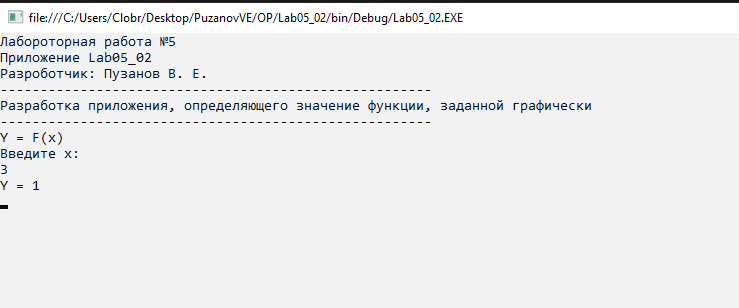 file:///C:/Users/Clobr/Desktop/PuzanovVE/OP/Lab05_02/bin/Debug/Lab05_02.EXE
Лабороторная работа №5
Приложение Lab05_02
Разроботчик: Пузанов В. Е.
------------------------------------------------------
Разработка приложения, определяющего значение функции, заданной графически
------------------------------------------------------
Y = F(x)
Введите x:
3
Y = 1